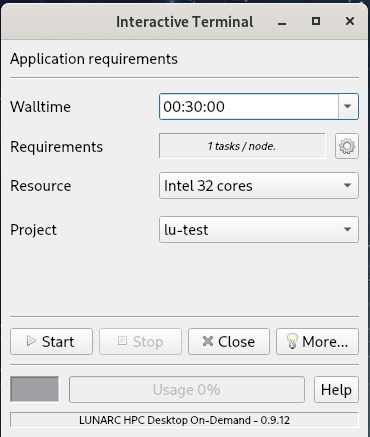 Interactive Terminal
Application requirements
Walltime 00:30:00
Requirements 1 tasks / node.
Resource Intel 32 cores
Project lu-test
Start Stop Close More...
Usage 0% Help
LUNARC HPC Desktop On-Demand - 0.9.12